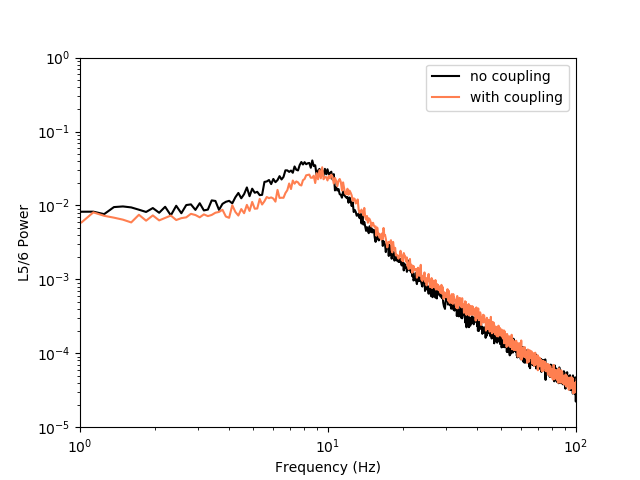 10⁰
10⁻¹
10⁻²
10⁻³
10⁻⁴
10⁻⁵
L5/6 Power
no coupling
with coupling
10⁰
10¹
10²
Frequency (Hz)